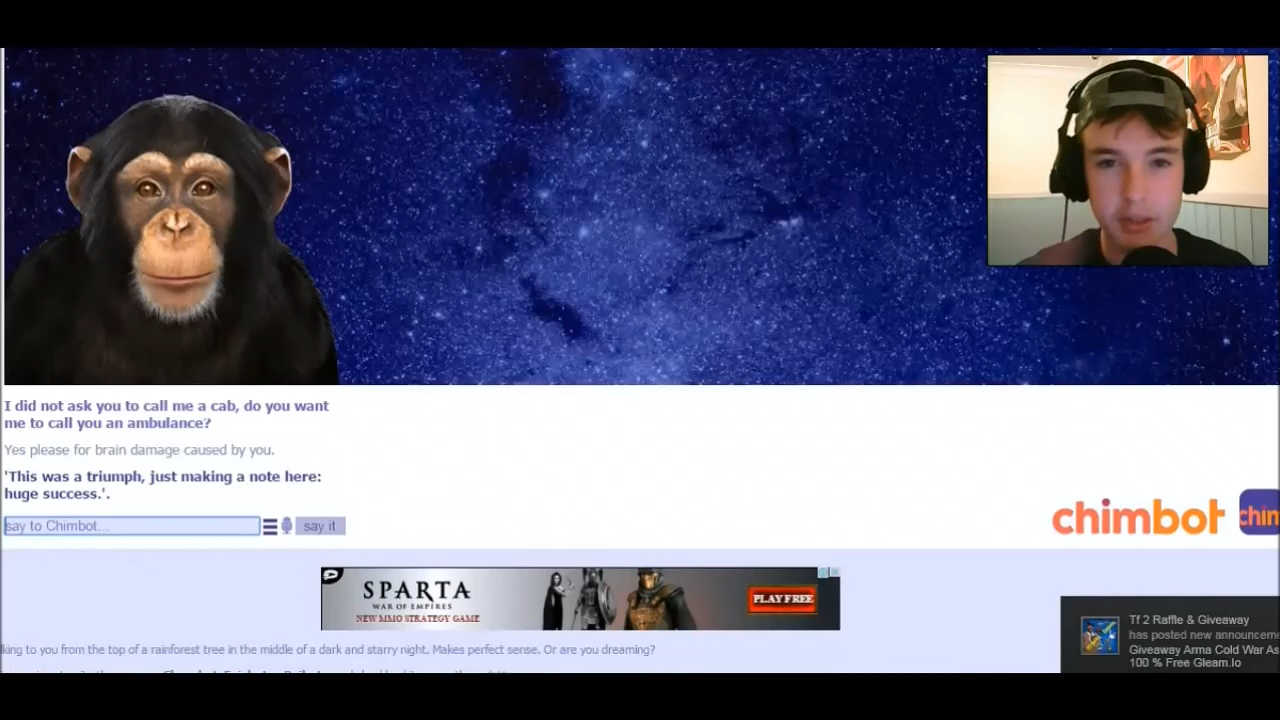 I did not ask you to call me a cab, do you want
me to call you an ambulance?
Yes please for brain damage caused by you.
'This was a triumph, just making a note here:
huge success.'.
say to Chimbot...
say it
chimbot
chim
SPARTA
WAR OF EMPIRES
NEW MMO STRATEGY GAME
PLAY FREE
Tf 2 Raffle & Giveaway
has posted new announceme
Giveaway Arma Cold War As
100 % Free Gleam.Io
king to you from the top of a rainforest tree in the middle of a dark and starry night. Makes perfect sense. Or are you dreaming?